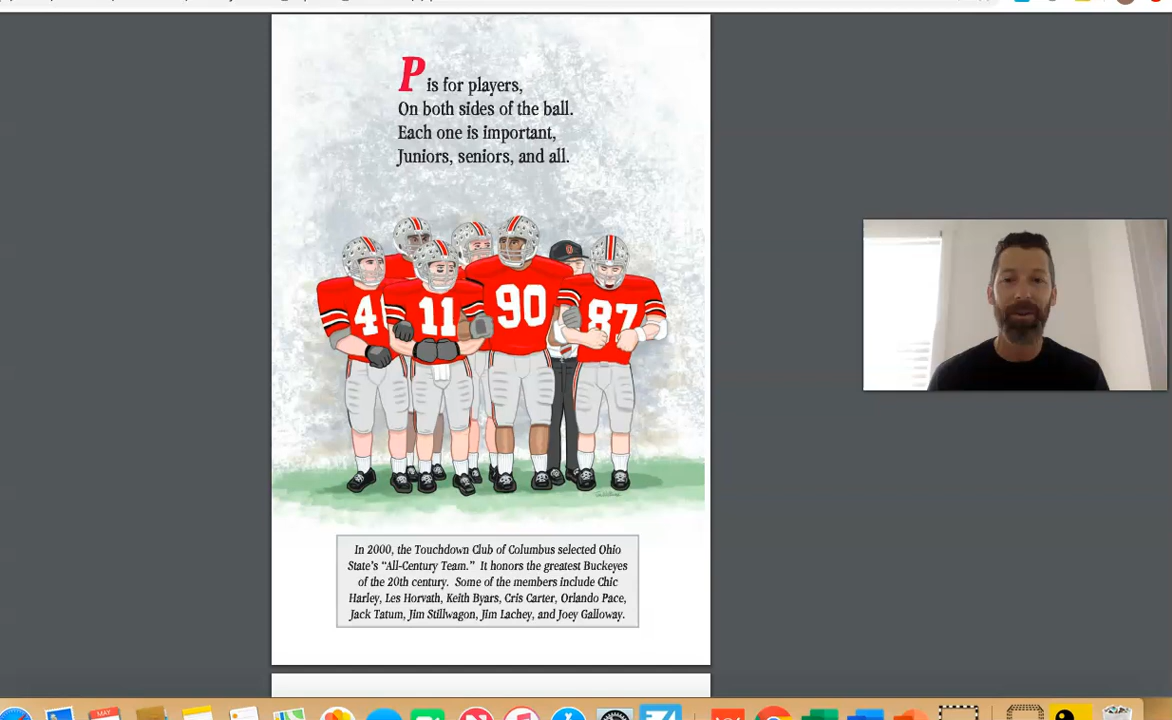 P is for players,
On both sides of the ball.
Each one is important,
Juniors, seniors, and all.
11
90
87
In 2000, the Touchdown Club of Columbus selected Ohio
State's “All-Century Team.” It honors the greatest Buckeyes
of the 20th century. Some of the members include Chic
Harley, Les Horvath, Keith Byars, Cris Carter, Orlando Pace,
Jack Tatum, Jim Stillwagon, Jim Lachey, and Joey Galloway.
MAY